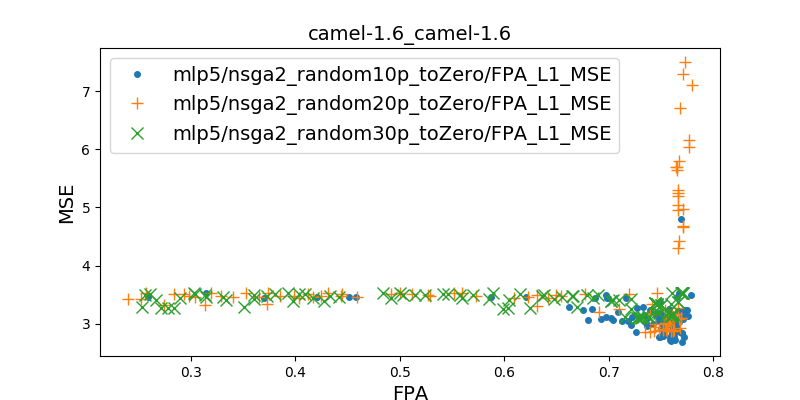 camel-1.6_camel-1.6
mlp5/nsga2_random10p_toZero/FPA_L1_MSE
mlp5/nsga2_random20p_toZero/FPA_L1_MSE
mlp5/nsga2_random30p_toZero/FPA_L1_MSE
MSE
7
6
5
4
3
0.3 0.4 0.5 0.6 0.7 0.8
FPA